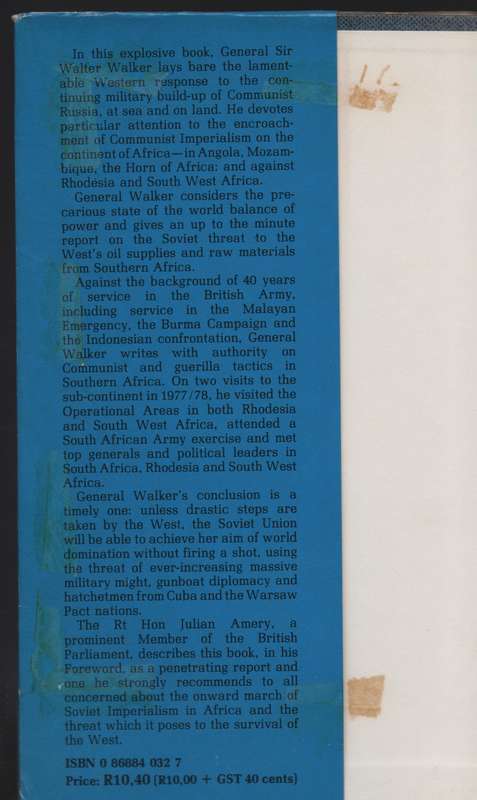 In this explosive book, General Sir
Walter Walker lays bare the lament-
able Western response to the con-
tinuing military build-up of Communist
Russia, at sea and on land. He devotes
particular attention to the encroach-
ment of Communist Imperialism on the
continent of Africa—in Angola, Mozam-
bique, the Horn of Africa: and against
Rhodesia and South West Africa.
General Walker considers the pre-
carious state of the world balance of
power and gives an up to the minute
report on the Soviet threat to the
West's oil supplies and raw materials
from Southern Africa.
Against the background of 40 years
of service in the British Army,
including service in the Malayan
Emergency, the Burma Campaign and
the Indonesian confrontation, General
Walker writes with authority on
Communist and guerilla tactics in
Southern Africa. On two visits to the
sub-continent in 1977/78, he visited the
Operational Areas in both Rhodesia
and South West Africa, attended a
South African Army exercise and met
top generals and political leaders in
South Africa, Rhodesia and South West
Africa.
General Walker's conclusion is a
timely one: unless drastic steps are
taken by the West, the Soviet Union
will be able to achieve her aim of world
domination without firing a shot, using
the threat of ever-increasing massive
military might, gunboat diplomacy and
hatchetmen from Cuba and the Warsaw
Pact nations.
The Rt Hon Julian Amery, a
prominent Member of the British
Parliament, describes this book, in his
Foreword, as a penetrating report and
one he strongly recommends to all
concerned about the onward march of
Soviet Imperialism in Africa and the
threat which it poses to the survival of
the West.
ISBN 0 86884 032 7
Price: R10,40 (R10,00 + GST 40 cents)